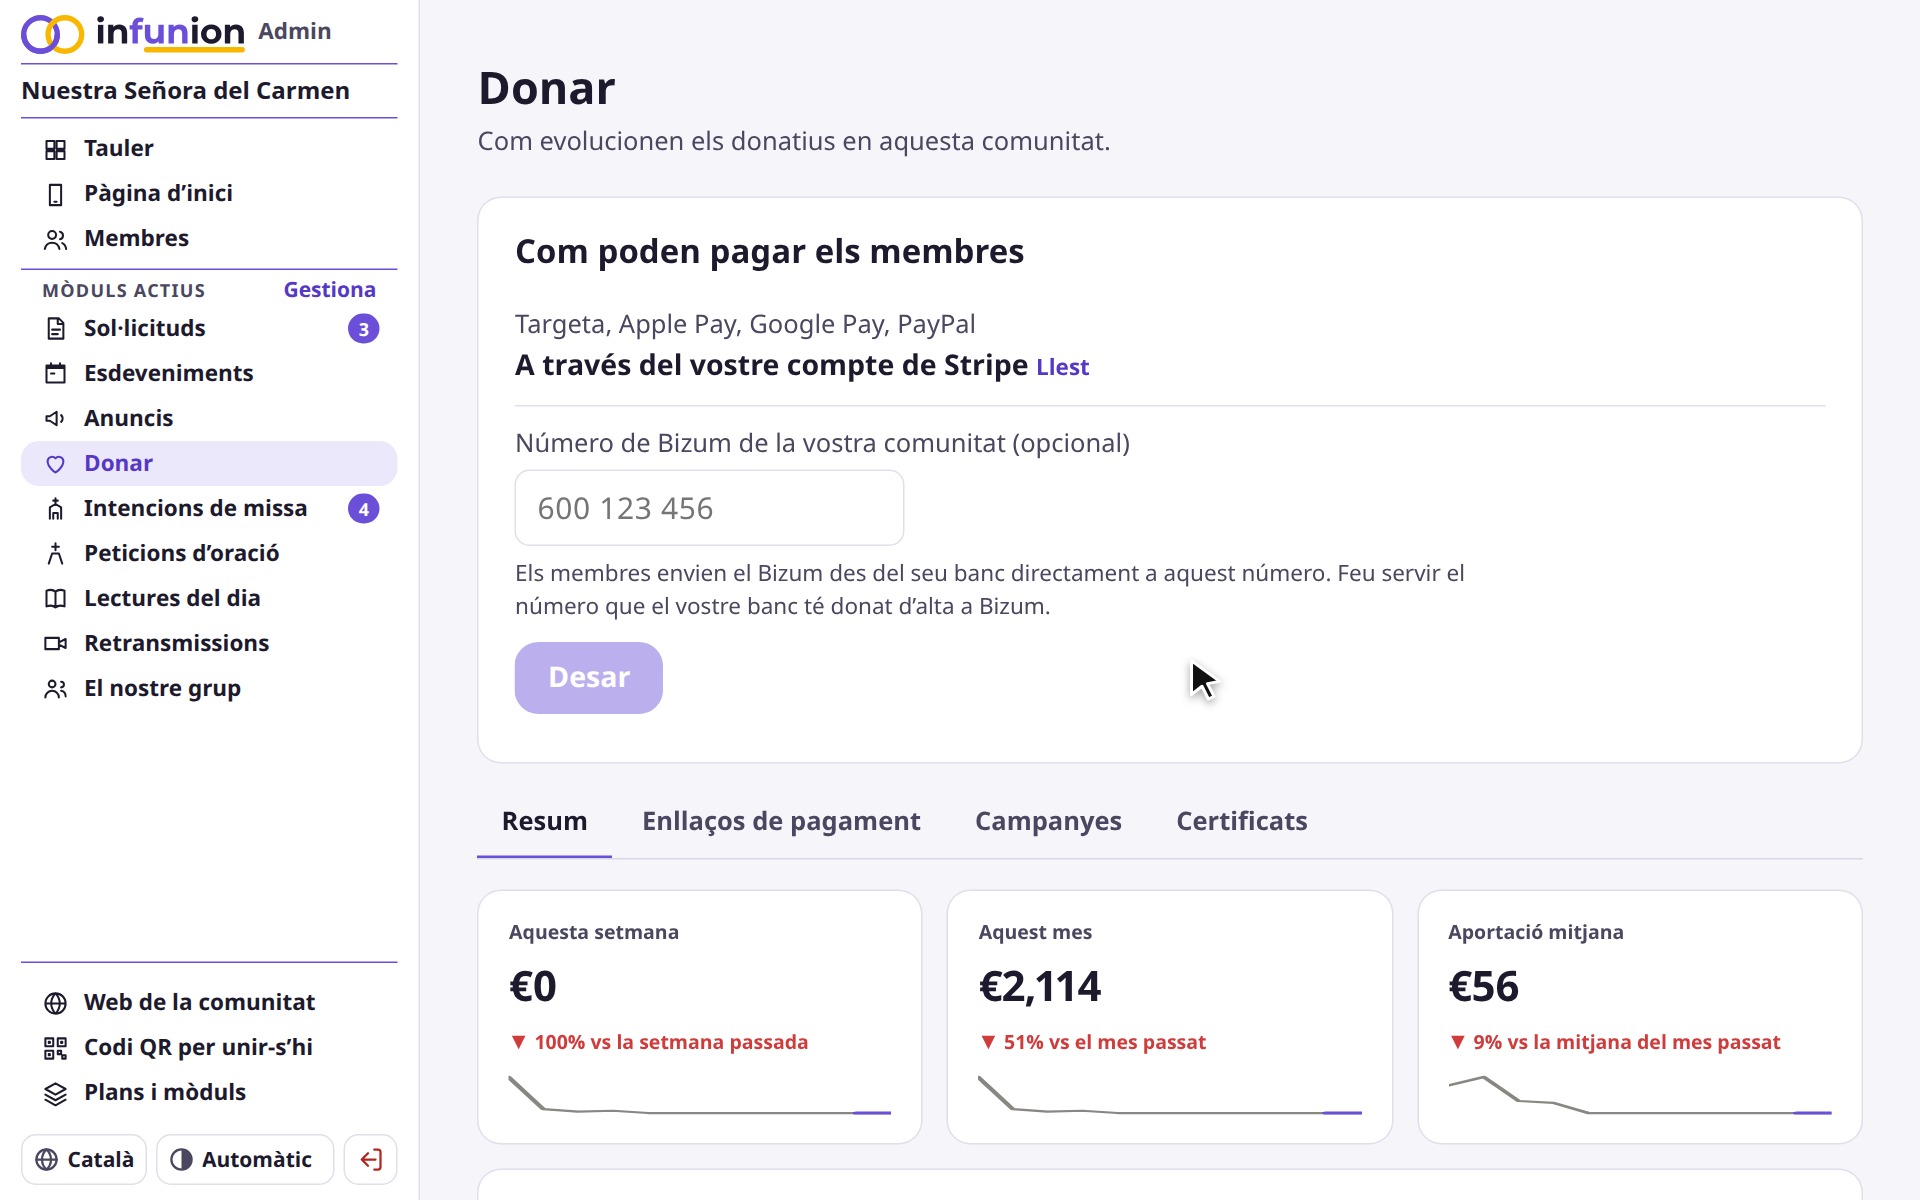 infunion Admin
Nuestra Señora del Carmen
Tauler
Pàgina d’inici
Membres
MÒDULS ACTIUS Gestiona
Sol·licituds 3
Esdeveniments
Anuncis
Donar
Intencions de missa 4
Peticions d’oració
Lectures del dia
Retransmissions
El nostre grup
Web de la comunitat
Codi QR per unir-s’hi
Plans i mòduls
Català Automàtic
Donar
Com evolucionen els donatius en aquesta comunitat.
Com poden pagar els membres
Targeta, Apple Pay, Google Pay, PayPal
A través del vostre compte de Stripe Llest
Número de Bizum de la vostra comunitat (opcional)
600 123 456
Els membres envien el Bizum des del seu banc directament a aquest número. Feu servir el
número que el vostre banc té donat d’alta a Bizum.
Desar
Resum Enllaços de pagament Campanyes Certificats
Aquesta setmana
€0
▼ 100% vs la setmana passada
Aquest mes
€2,114
▼ 51% vs el mes passat
Aportació mitjana
€56
▼ 9% vs la mitjana del mes passat